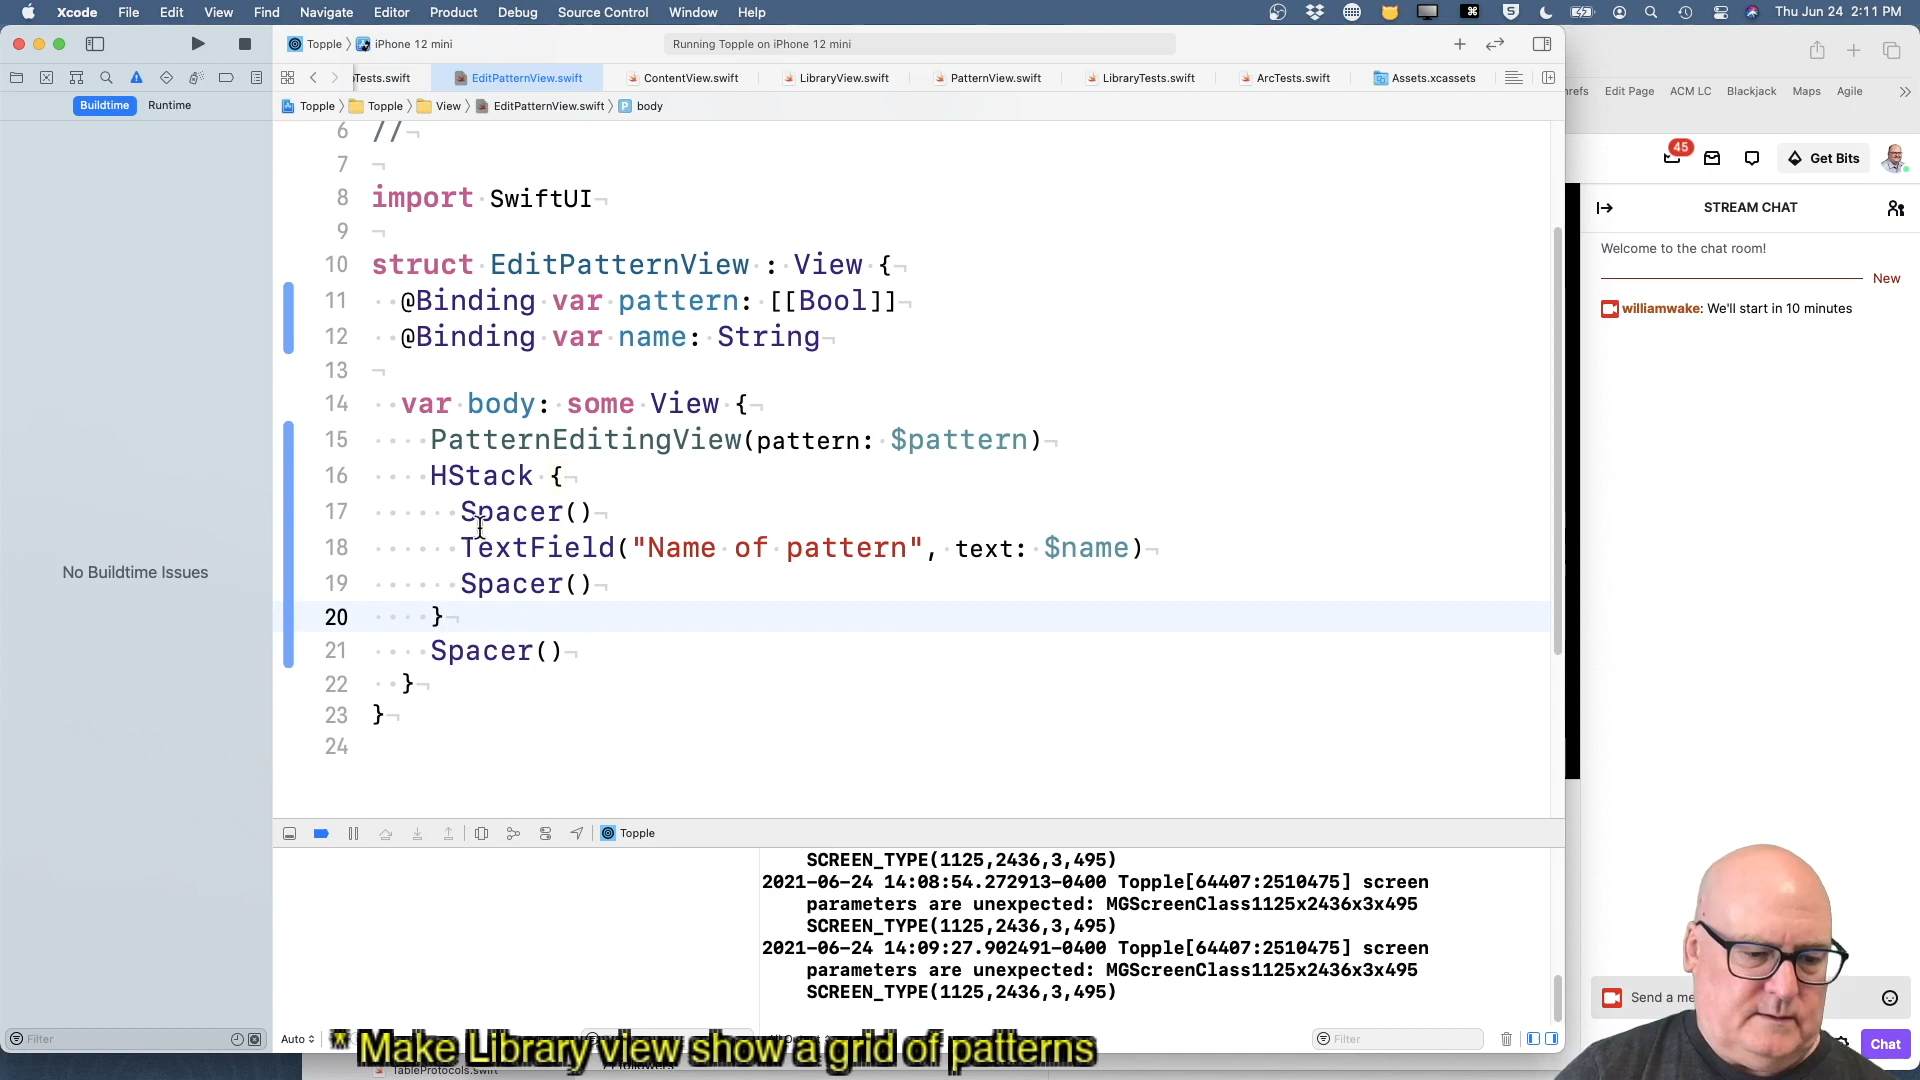 Xcode File Edit View Find Navigate Editor Product Debug Source Control Window Help
Thu Jun 24 2:11 PM
Topple iPhone 12 mini
Running Topple on iPhone 12 mini
Tests.swift EditPatternView.swift ContentView.swift LibraryView.swift PatternView.swift LibraryTests.swift ArcTests.swift Assets.xcassets
Buildtime Runtime
Topple Topple View EditPatternView.swift body
6 //
7
8 import SwiftUI
9
10 struct EditPatternView : View {
11 @Binding var pattern: [[Bool]]
12 @Binding var name: String
13
14 var body: some View {
15 PatternEditingView(pattern: $pattern)
16 HStack {
17 Spacer()
18 TextField("Name of pattern", text: $name)
19 Spacer()
20 }
21 Spacer()
22 }
23 }
24
No Buildtime Issues
Topple
SCREEN_TYPE(1125,2436,3,495)
2021-06-24 14:08:54.272913-0400 Topple[64407:2510475] screen
parameters are unexpected: MGScreenClass1125x2436x3x495
SCREEN_TYPE(1125,2436,3,495)
2021-06-24 14:09:27.902491-0400 Topple[64407:2510475] screen
parameters are unexpected: MGScreenClass1125x2436x3x495
SCREEN_TYPE(1125,2436,3,495)
Filter
Auto
Filter
* Make Library view show a grid of patterns
TableProtocols.swift
hrefs Edit Page ACM LC Blackjack Maps Agile
45
Get Bits
STREAM CHAT
Welcome to the chat room!
New
williamwake: We'll start in 10 minutes
Send a me
Chat